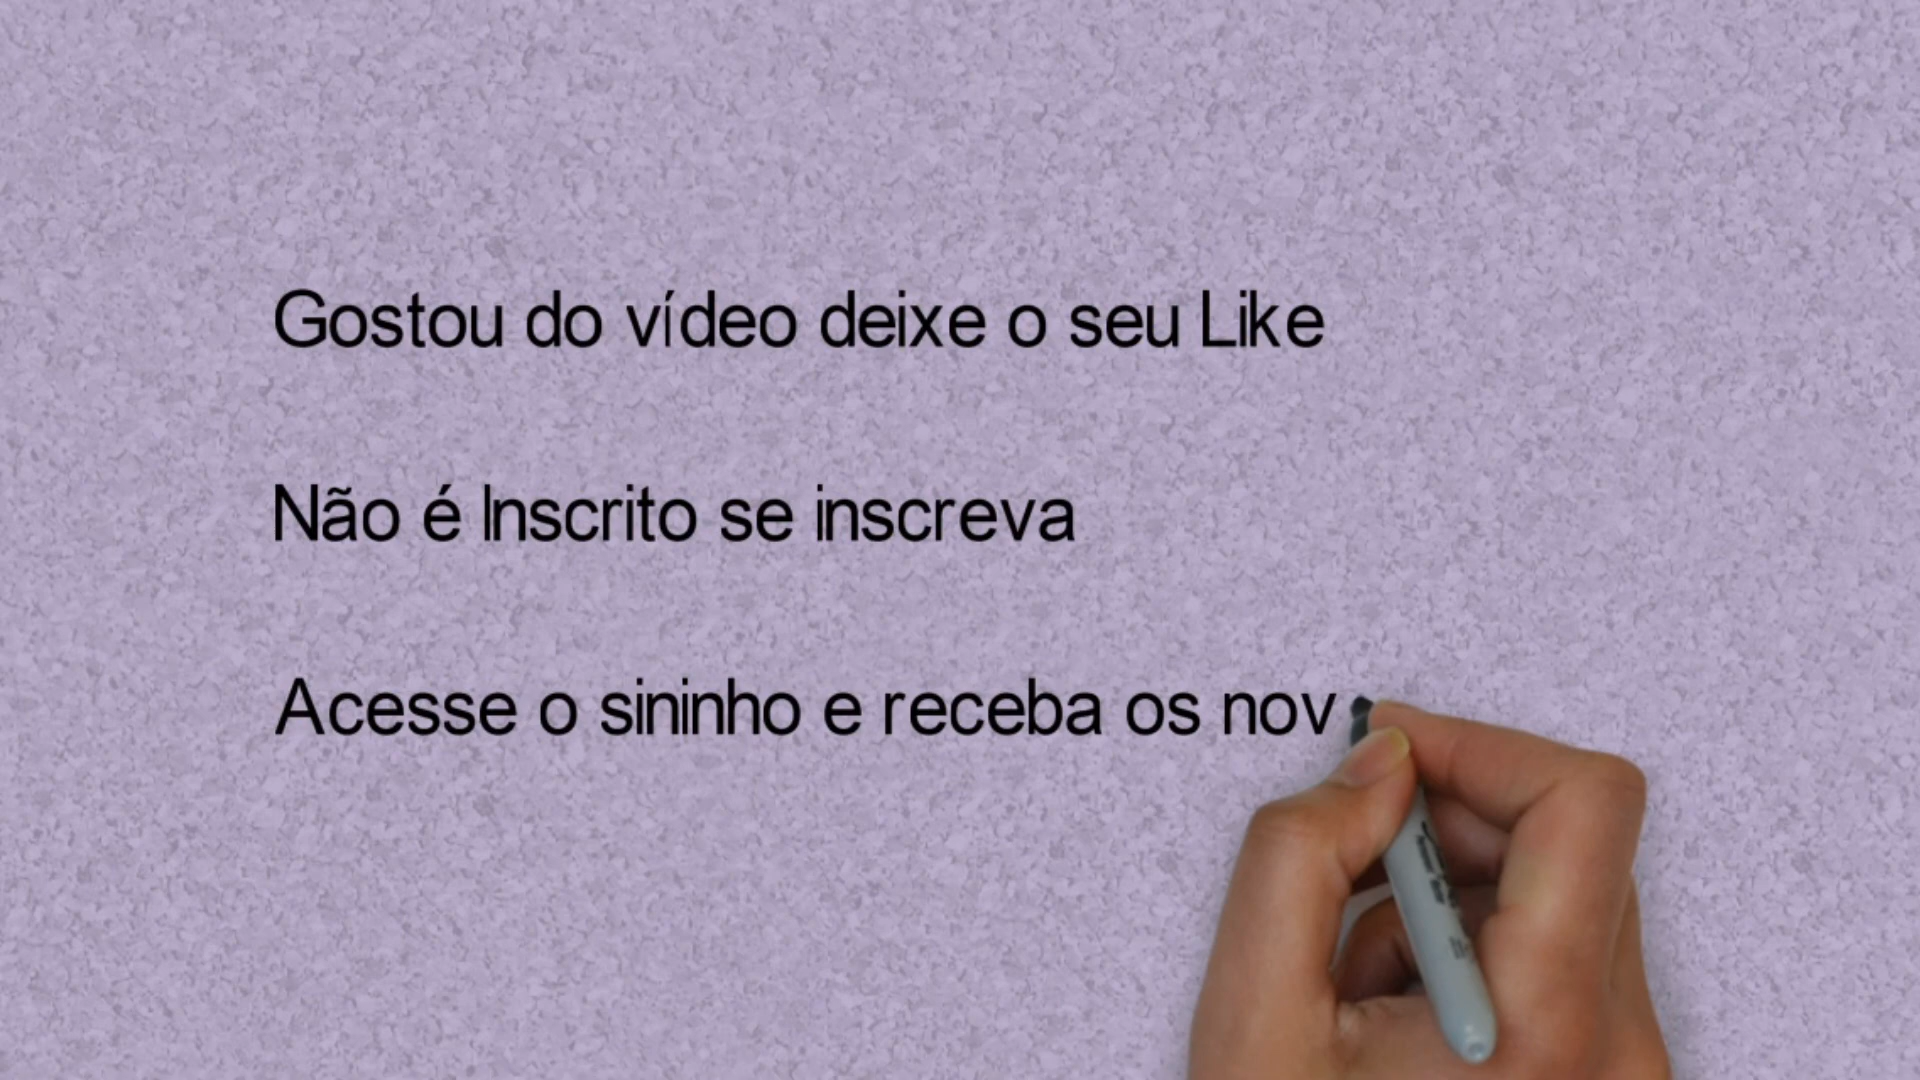 Gostou do vídeo deixe o seu Like
Não é Inscrito se inscreva
Acesse o sininho e receba os nov